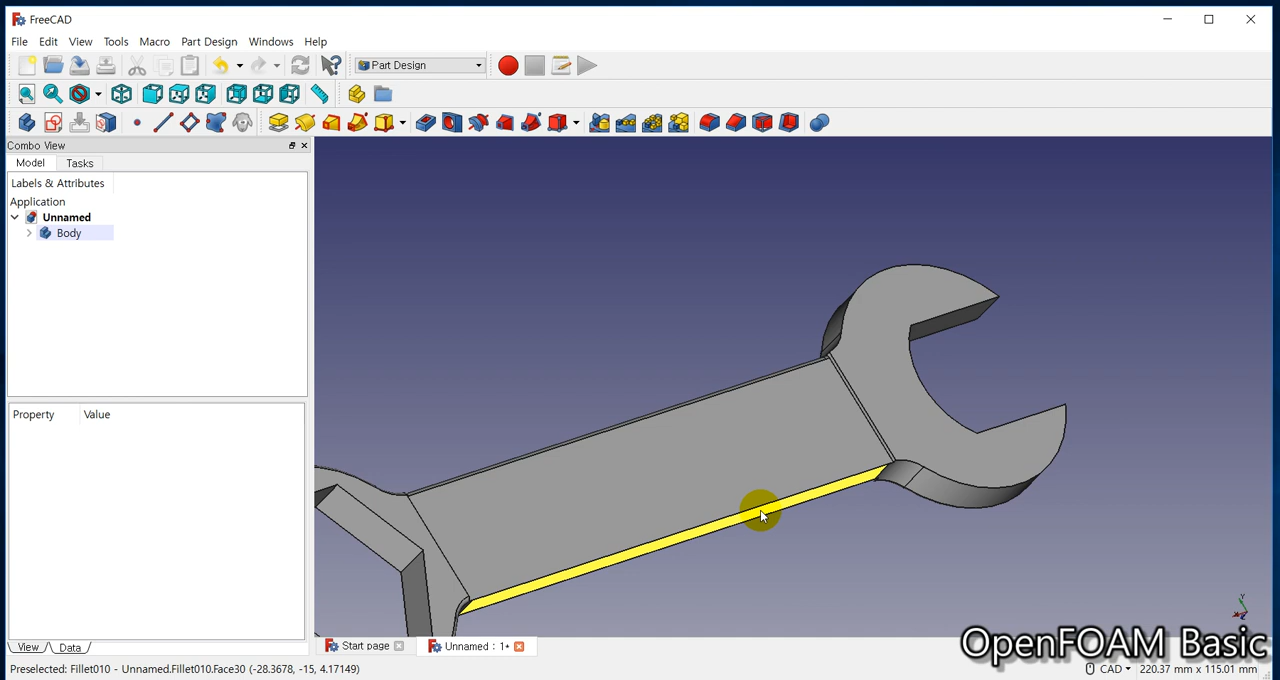 FreeCAD
File Edit View Tools Macro Part Design Windows Help
Part Design
Combo View
Model Tasks
Labels & Attributes
Application
Unnamed
Body
Property Value
View Data
Start page Unnamed : 1*
Preselected: Fillet010 - Unnamed.Fillet010.Face30 (-28.3678, -15, 4.17149)
CAD 220.37 mm x 115.01 mm
OpenFOAM Basic